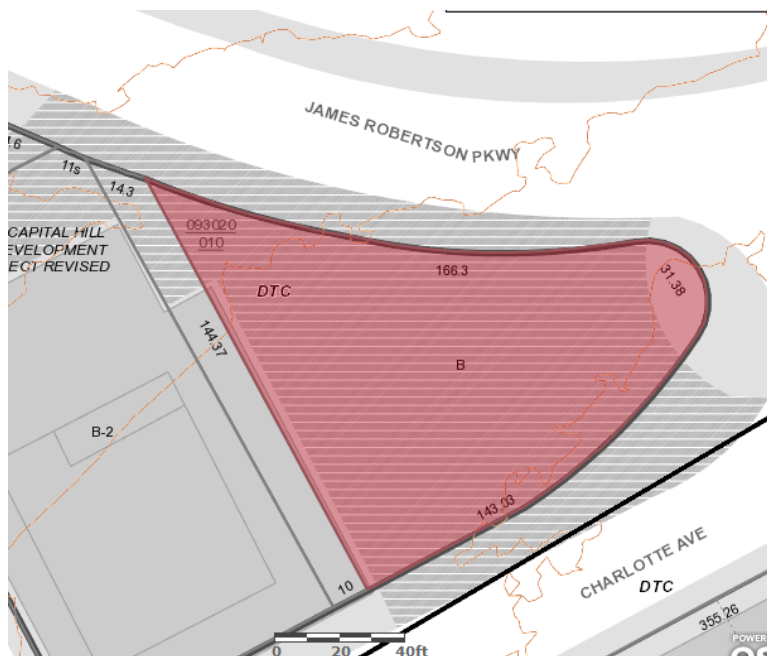 JAMES ROBERTSON PKWY
.6
11s
14.3
093020
010
CAPITAL HILL
EVELOPMENT
ECT REVISED
DTC
166.3
31.38
144.37
B
B-2
143.03
10
CHARLOTTE AVE
DTC
355.26
0 20 40ft
POWER